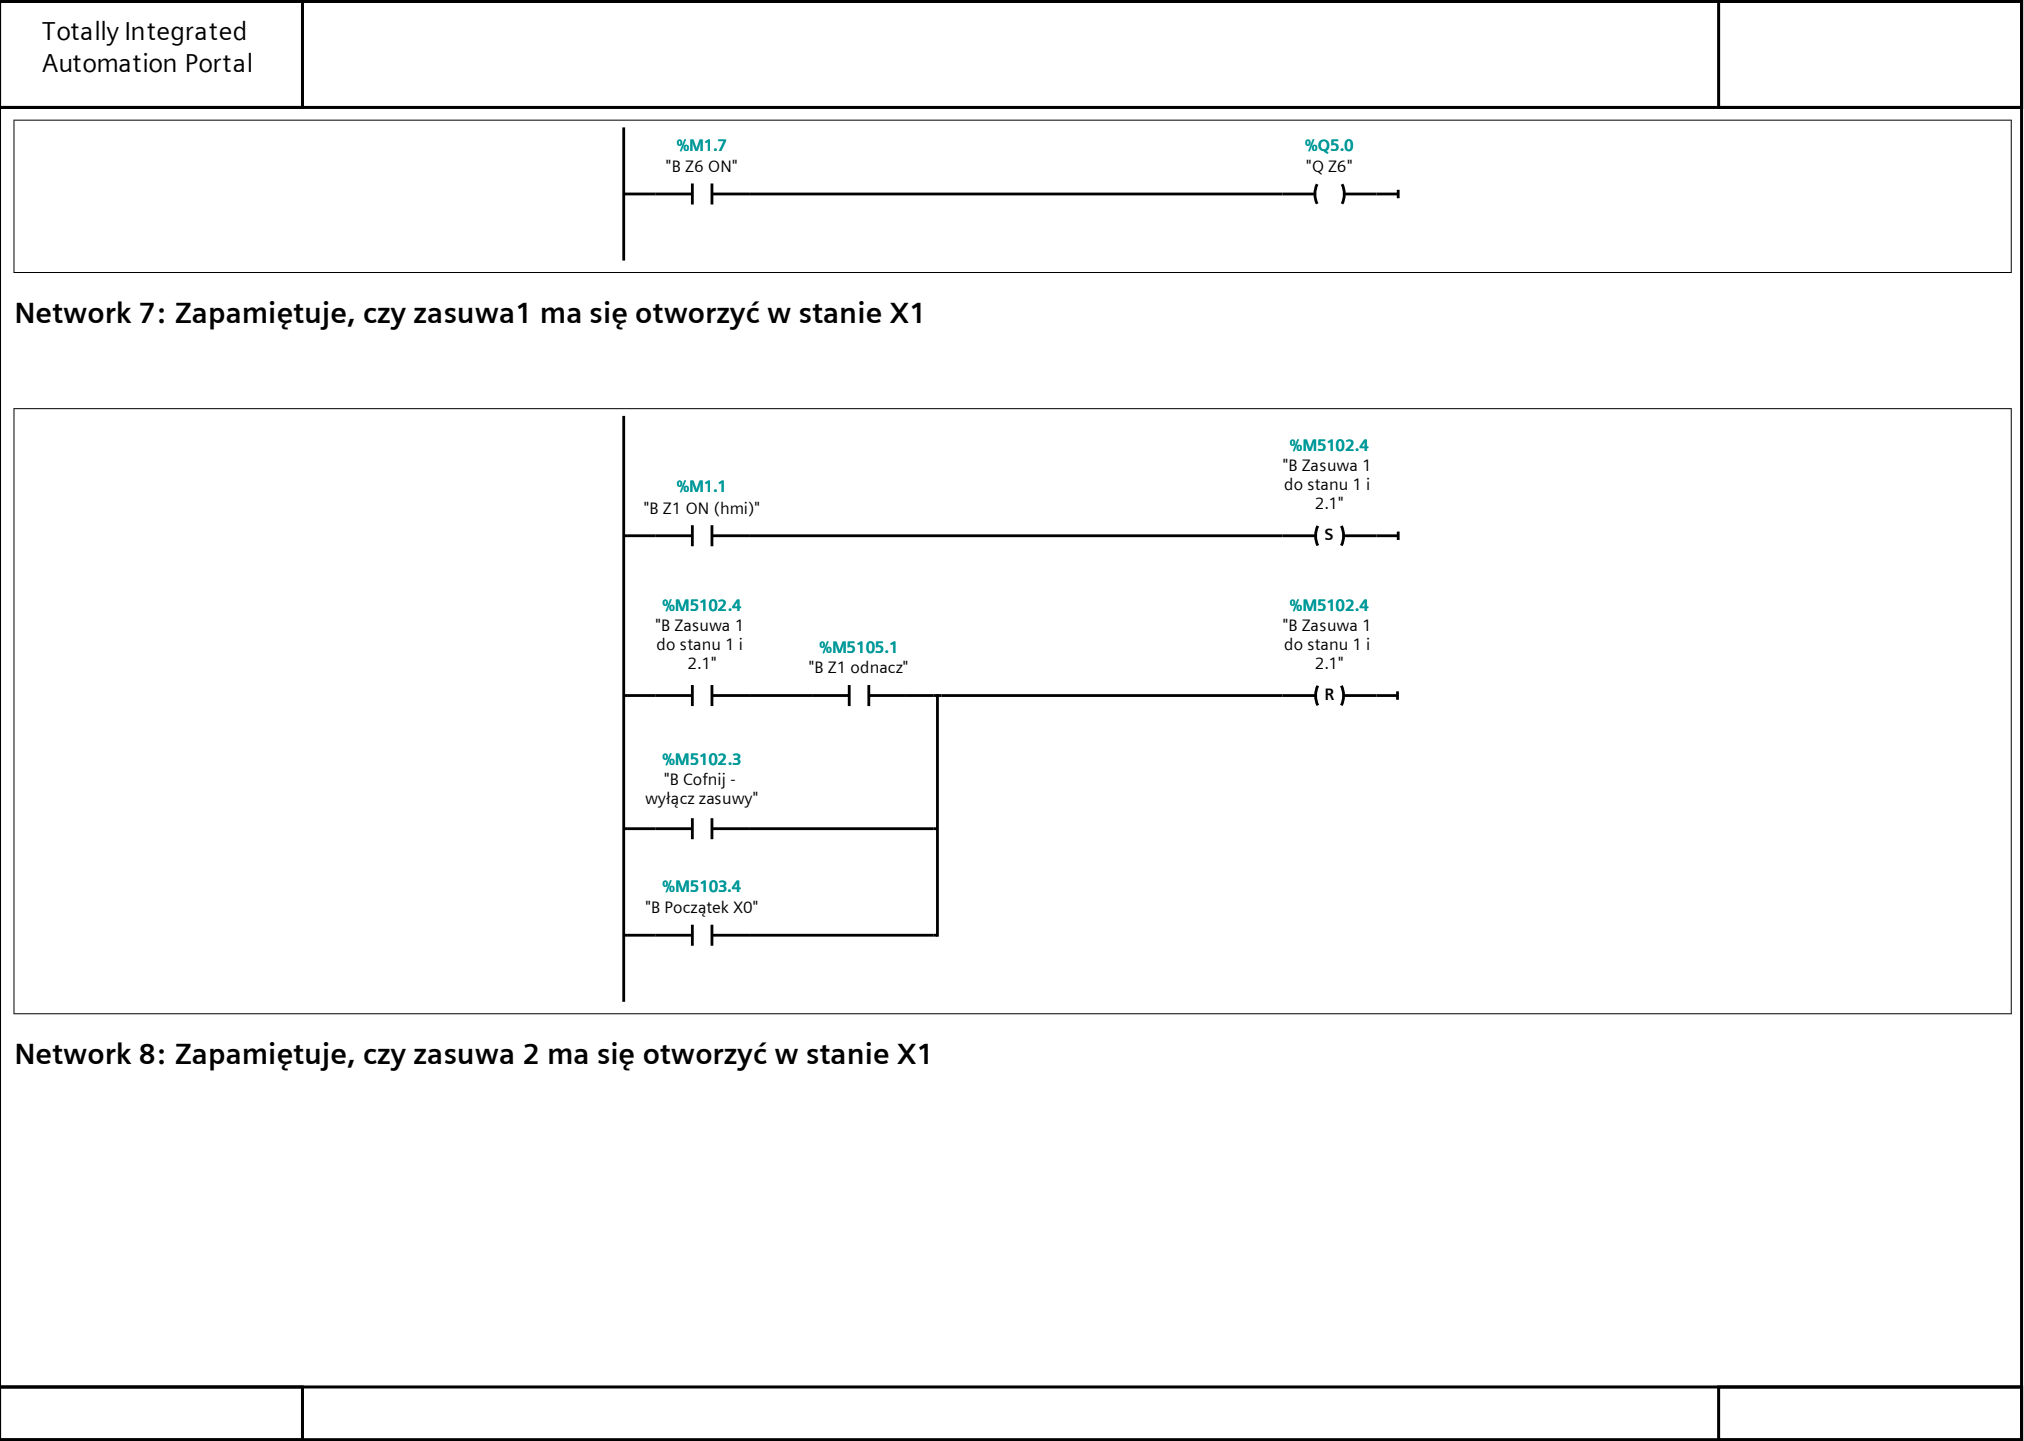 Totally Integrated
Automation Portal
%M1.7
"B Z6 ON"
%Q5.0
"Q Z6"
Network 7: Zapamiętuje, czy zasuwa1 ma się otworzyć w stanie X1
%M1.1
"B Z1 ON (hmi)"
%M5102.4
"B Zasuwa 1
do stanu 1 i
2.1"
S
%M5102.4
"B Zasuwa 1
do stanu 1 i
2.1"
%M5105.1
"B Z1 odnacz"
%M5102.4
"B Zasuwa 1
do stanu 1 i
2.1"
R
%M5102.3
"B Cofnij -
wyłącz zasuwy"
%M5103.4
"B Początek X0"
Network 8: Zapamiętuje, czy zasuwa 2 ma się otworzyć w stanie X1